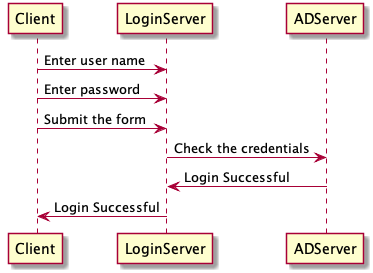 Client LoginServer ADServer
Enter user name
Enter password
Submit the form
Check the credentials
Login Successful
Login Successful
Client LoginServer ADServer